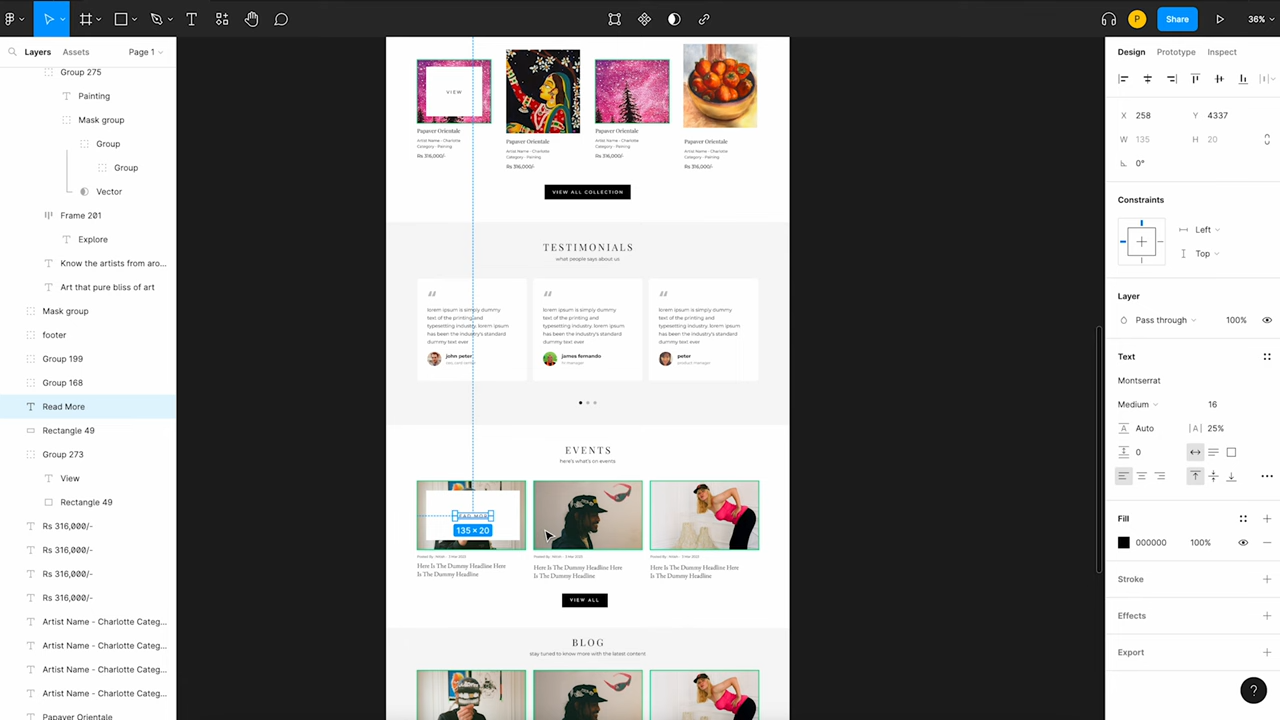 P
Share
36%
Layers
Assets
Page 1
Group 275
Painting
Mask group
Group
Group
Vector
Frame 201
Explore
Know the artists from aro...
Art that pure bliss of art
Mask group
footer
Group 199
Group 168
Read More
Rectangle 49
Group 273
View
Rectangle 49
Rs 316,000/-
Rs 316,000/-
Rs 316,000/-
Rs 316,000/-
Artist Name - Charlotte Categ...
Artist Name - Charlotte Categ...
Artist Name - Charlotte Categ...
Artist Name - Charlotte Categ...
Papaver Orientale
VIEW
Papaver Orientale
Artist Name - Charlotte
Category - Painting
Rs 316,000/-
Papaver Orientale
Artist Name - Charlotte
Category - Painting
Rs 316,000/-
Papaver Orientale
Artist Name - Charlotte
Category - Painting
Rs 316,000/-
Papaver Orientale
Artist Name - Charlotte
Category - Painting
Rs 316,000/-
VIEW ALL COLLECTION
TESTIMONIALS
what people says about us
lorem ipsum is simply dummy
text of the printing and
typesetting industry. lorem ipsum
has been the industry's standard
dummy text ever
john peter
lorem ipsum is simply dummy
text of the printing and
typesetting industry. lorem ipsum
has been the industry's standard
dummy text ever
james fernando
hr manager
lorem ipsum is simply dummy
text of the printing and
typesetting industry. lorem ipsum
has been the industry's standard
dummy text ever
peter
product manager
EVENTS
here's what's on events
135 × 20
Here Is The Dummy Headline Here
Is The Dummy Headline
Here Is The Dummy Headline Here
Is The Dummy Headline
Here Is The Dummy Headline Here
Is The Dummy Headline
VIEW ALL
BLOG
stay tuned to know more with the latest content
Design
Prototype
Inspect
X 258
Y 4337
W 135
H 20
0°
Constraints
Left
Top
Layer
Pass through
100%
Text
Montserrat
Medium
16
Auto
25%
0
Fill
000000
100%
Stroke
Effects
Export
?